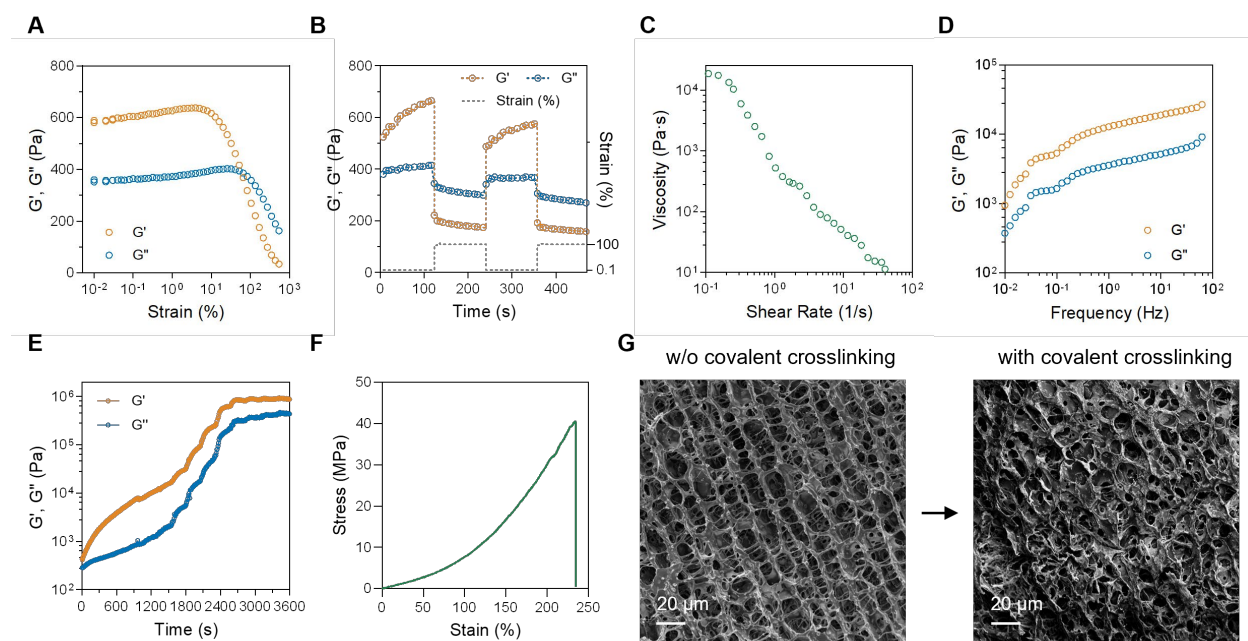 A
G', G'' (Pa)
800
600
400
200
0
G'
G''
10-2 10-1 100 101 102 103
Strain (%)
B
G', G'' (Pa)
800
600
400
200
0
G' G''
Strain (%)
Strain (%)
100
0.1
0 100 200 300 400
Time (s)
C
Viscosity (Pa·s)
104
103
102
101
10-1 100 101 102
Shear Rate (1/s)
D
G', G'' (Pa)
105
104
103
102
G'
G''
10-2 10-1 100 101 102
Frequency (Hz)
E
G', G'' (Pa)
106
105
104
103
102
G'
G''
0 600 1200 1800 2400 3000 3600
Time (s)
F
Stress (MPa)
50
40
30
20
10
0
0 50 100 150 200 250
Stain (%)
G
w/o covalent crosslinking
with covalent crosslinking
20 μm
20 μm